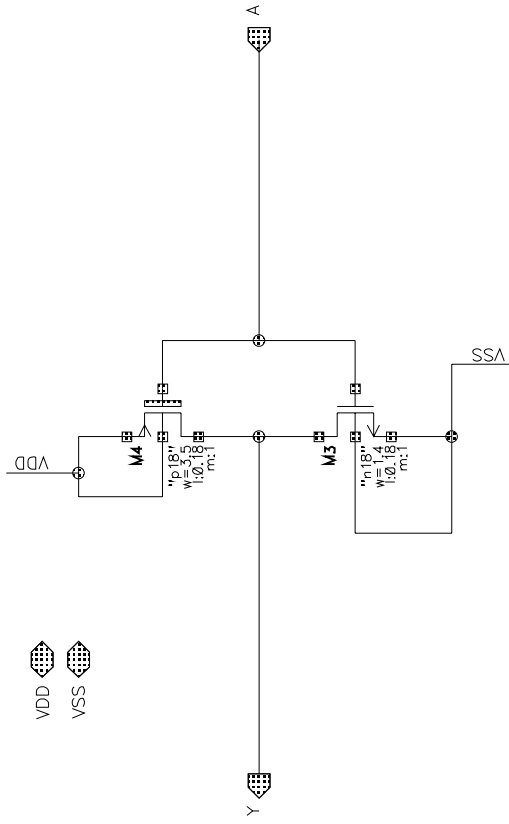 A
VDD
M4
"p18"
w=3.5
l:0.18
m:1
M3
"n18"
w=1.4
l:0.18
m:1
VSS
VDD
VSS
Y